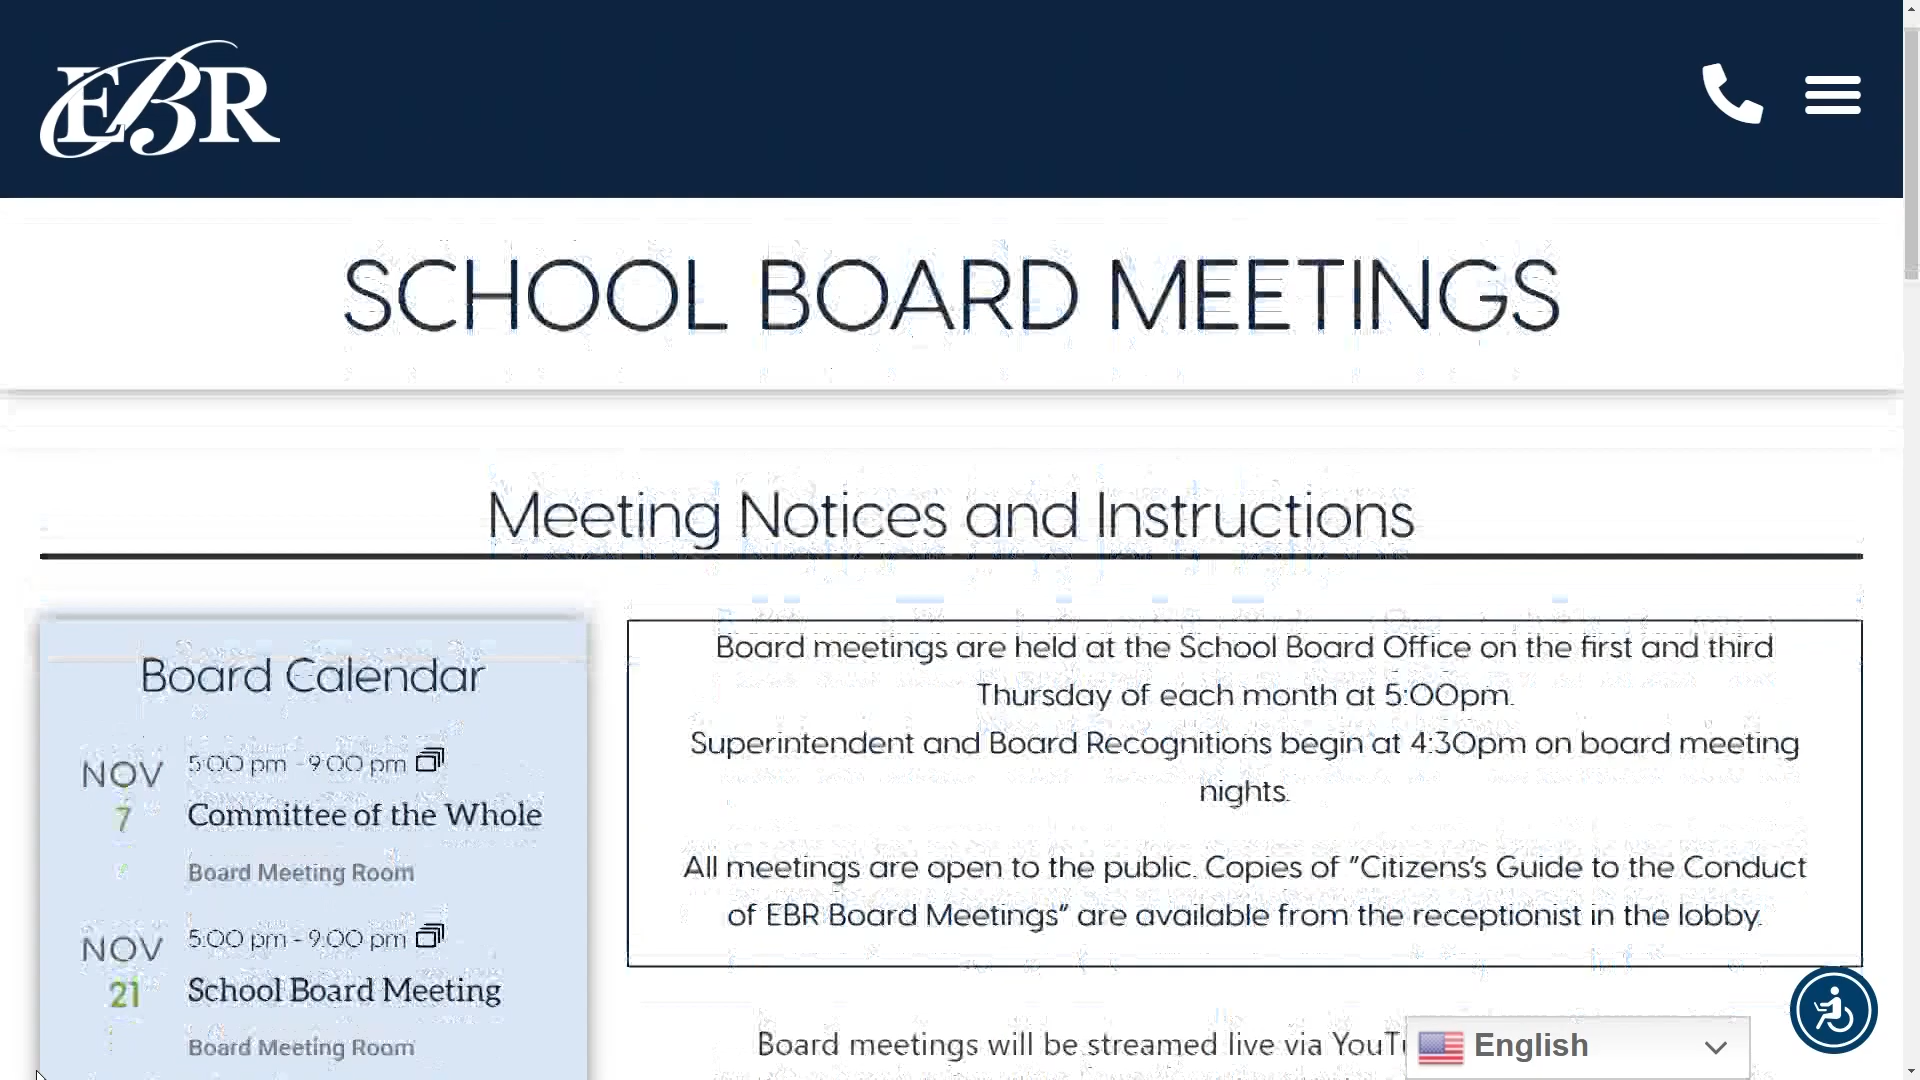 EBR
SCHOOL BOARD MEETINGS
Meeting Notices and Instructions
Board Calendar
NOV
7
5:00 pm - 9:00 pm
Committee of the Whole
Board Meeting Room
NOV
21
5:00 pm - 9:00 pm
School Board Meeting
Board Meeting Room
Board meetings are held at the School Board Office on the first and third
Thursday of each month at 5:00pm.
Superintendent and Board Recognitions begin at 4:30pm on board meeting
nights.
All meetings are open to the public. Copies of "Citizens's Guide to the Conduct
of EBR Board Meetings" are available from the receptionist in the lobby.
Board meetings will be streamed live via
English